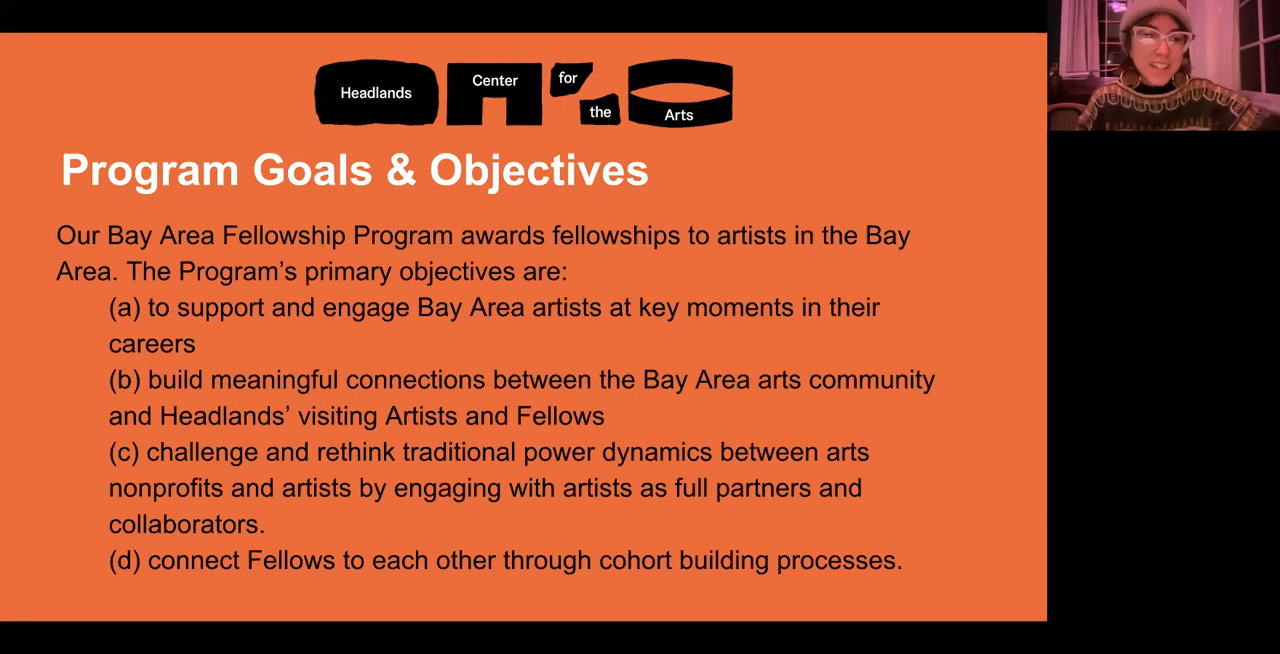 Headlands Center for the Arts
Program Goals & Objectives
Our Bay Area Fellowship Program awards fellowships to artists in the Bay
Area. The Program’s primary objectives are:
(a) to support and engage Bay Area artists at key moments in their
careers
(b) build meaningful connections between the Bay Area arts community
and Headlands’ visiting Artists and Fellows
(c) challenge and rethink traditional power dynamics between arts
nonprofits and artists by engaging with artists as full partners and
collaborators.
(d) connect Fellows to each other through cohort building processes.